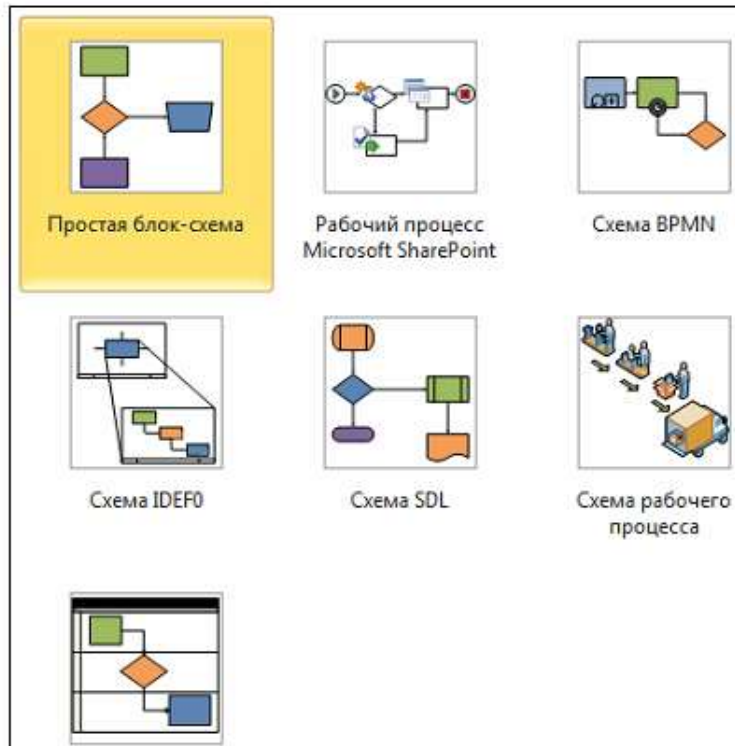 Простая блок-схема
Рабочий процесс
Microsoft SharePoint
Схема BPMN
Схема IDEF0
Схема SDL
Схема рабочего
процесса